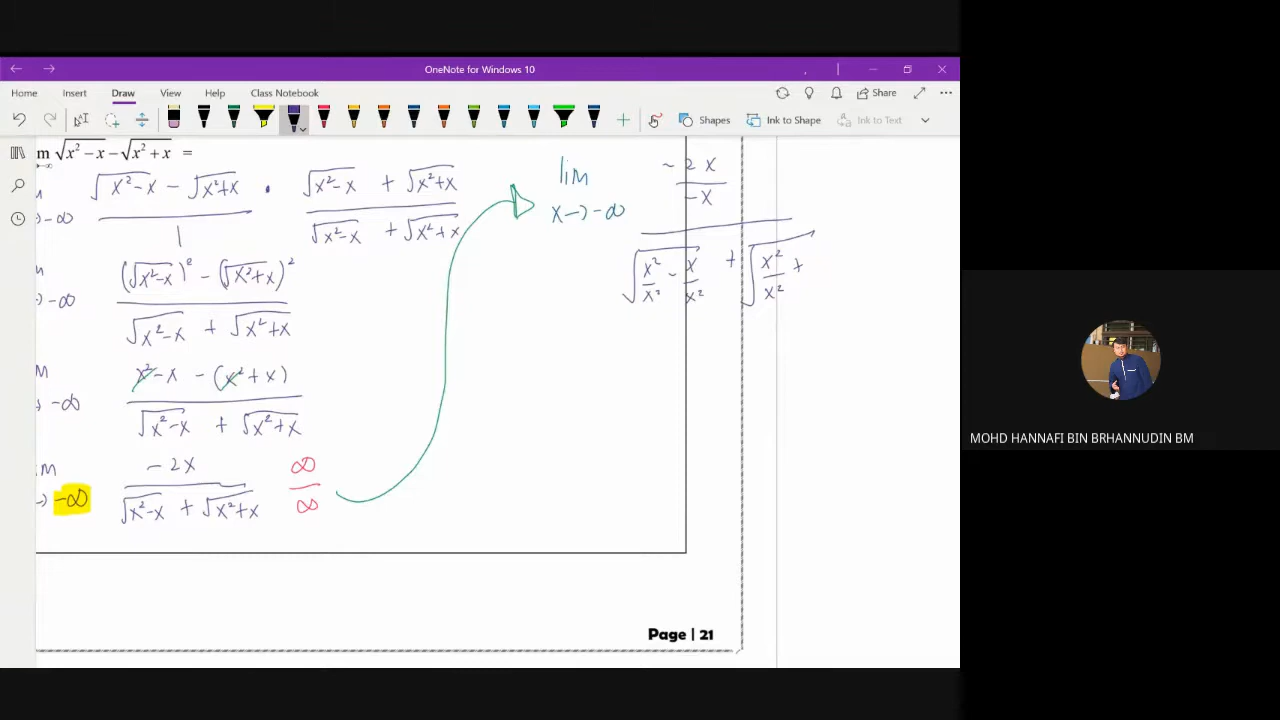 OneNote for Windows 10
Home Insert Draw View Help Class Notebook Share
Shapes Ink to Shape Ink to Text
m √x² − x − √x² + x =
→−∞
√x²−x − √x²+x · √x²−x + √x²+x
→ −∞ 1 √x²−x + √x²+x
(√x²−x)² − (√x²+x)²
→ −∞
√x²−x + √x²+x
m x²−x − (x²+x)
→ −∞
√x²−x + √x²+x
im −2x ∞
→ −∞ √x²−x + √x²+x ∞
lim −2x
x→−∞ −x
√x²/x² − x/x² + √x²/x² +
Page | 21
MOHD HANNAFI BIN BRHANNUDIN BM